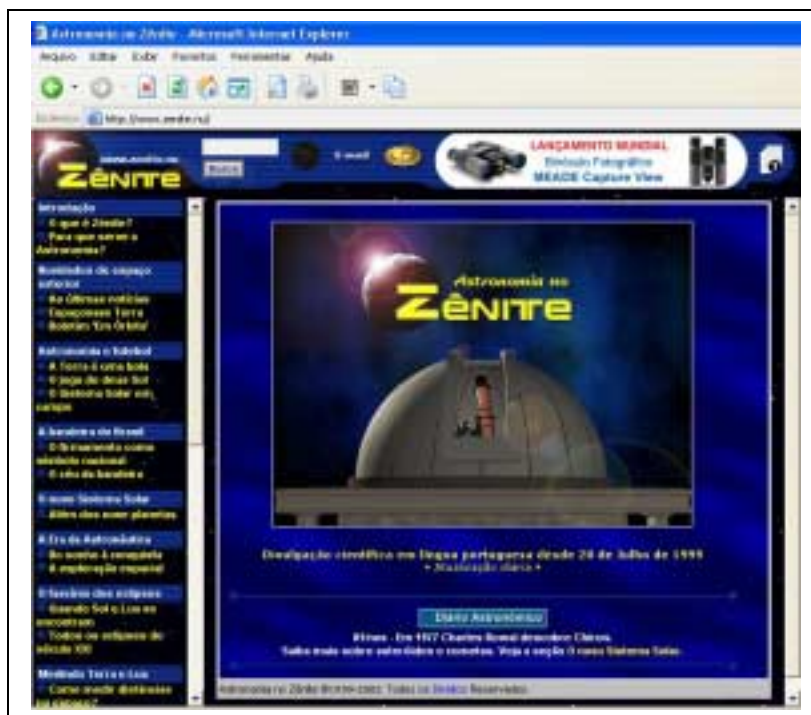 Astronomia no Zênite - Microsoft Internet Explorer
Arquivo Editar Exibir Favoritos Ferramentas Ajuda
http://www.zenite.nu/
www.zenite.nu
ZÊNITE
Busca
E-mail
LANÇAMENTO MUNDIAL
Binóculo Fotográfico
MEADE Capture View
Introdução
O que é Zênite?
Para que serve a
Astronomia?
Numinhos do espaço
exterior
As últimas notícias
Espaçonave Terra
Boletim 'Em Órbita'
Astronomia e futebol
A Terra é uma bola
O jogo do deus Sol
O Sistema Solar em
campo
A bandeira do Brasil
O firmamento como
símbolo nacional
O céu da bandeira
O novo Sistema Solar
Além dos nove planetas
A Era da Astronáutica
Do sonho à conquista
A exploração espacial
O fascínio dos eclipses
Quando Sol e Lua se
encontram
Todos os eclipses do
século XXI
Medindo Terra e Lua
Como medir distâncias
Astronomia no
ZÊNITE
Divulgação científica em língua portuguesa desde 20 de Julho de 1999
• Atualização diária •
Diário Astronômico
Em 1977 Charles Kowal descobre Chiron.
Saiba mais sobre asteróides e cometas. Veja a seção O novo Sistema Solar.
Astronomia no Zênite ©1999-2002. Todos os Direitos Reservados.